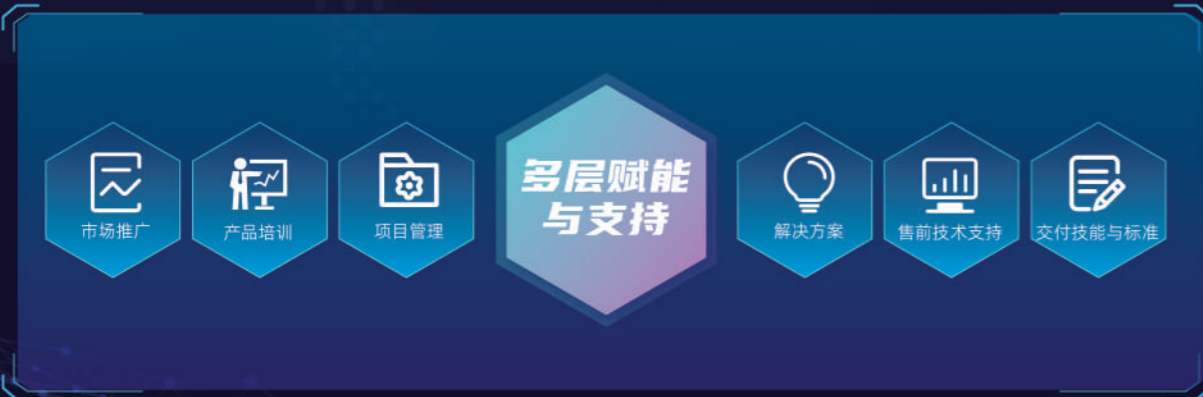 市场推广
产品培训
项目管理
多层赋能
与支持
解决方案
售前技术支持
交付技能与标准